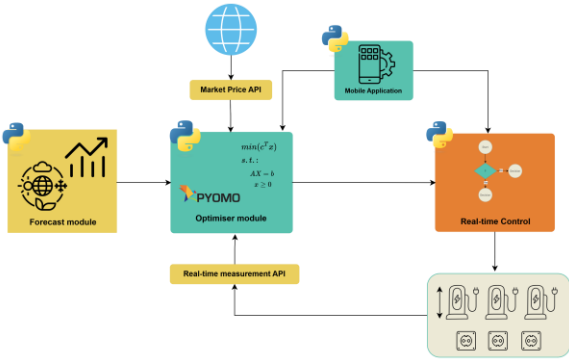 Market Price API
Mobile Application
min(cᵀx)
s.t.:
AX = b
x ≥ 0
PYOMO
Forecast module
Optimiser module
Real-time Control
Real-time measurement API